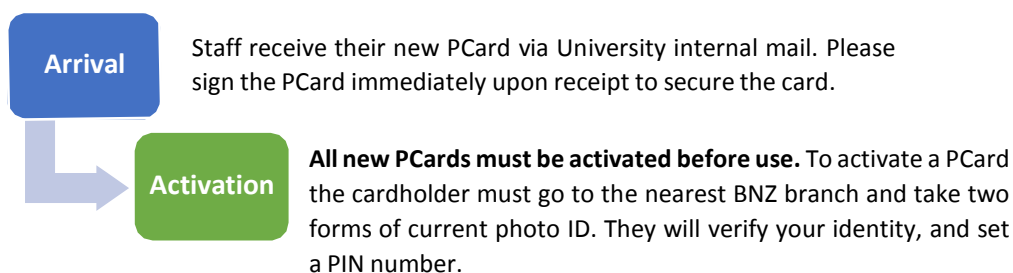 Arrival
Staff receive their new PCard via University internal mail. Please
sign the PCard immediately upon receipt to secure the card.
Activation
All new PCards must be activated before use. To activate a PCard
the cardholder must go to the nearest BNZ branch and take two
forms of current photo ID. They will verify your identity, and set
a PIN number.